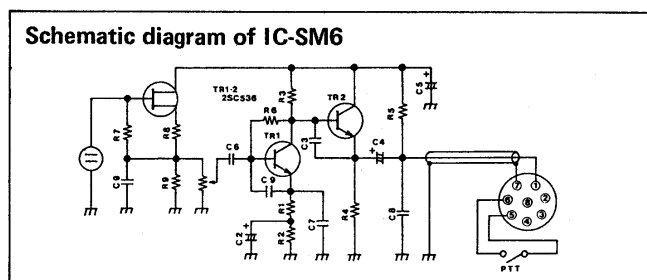 Schematic diagram of IC-SM6
TR1-2
2SC536
R3
TR2
C5
R5
R6
R7
R8
TR1
C3
C4
C6
C9
C9
R9
R1
R2
C2
C7
R4
C8
7
1
6
8
2
5
4
3
PTT